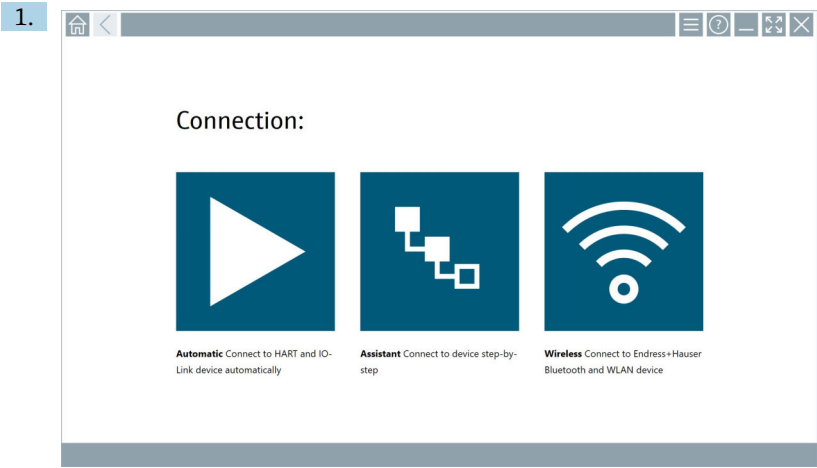 1.
Connection:
Automatic Connect to HART and IO-
Link device automatically
Assistant Connect to device step-by-
step
Wireless Connect to Endress+Hauser
Bluetooth and WLAN device